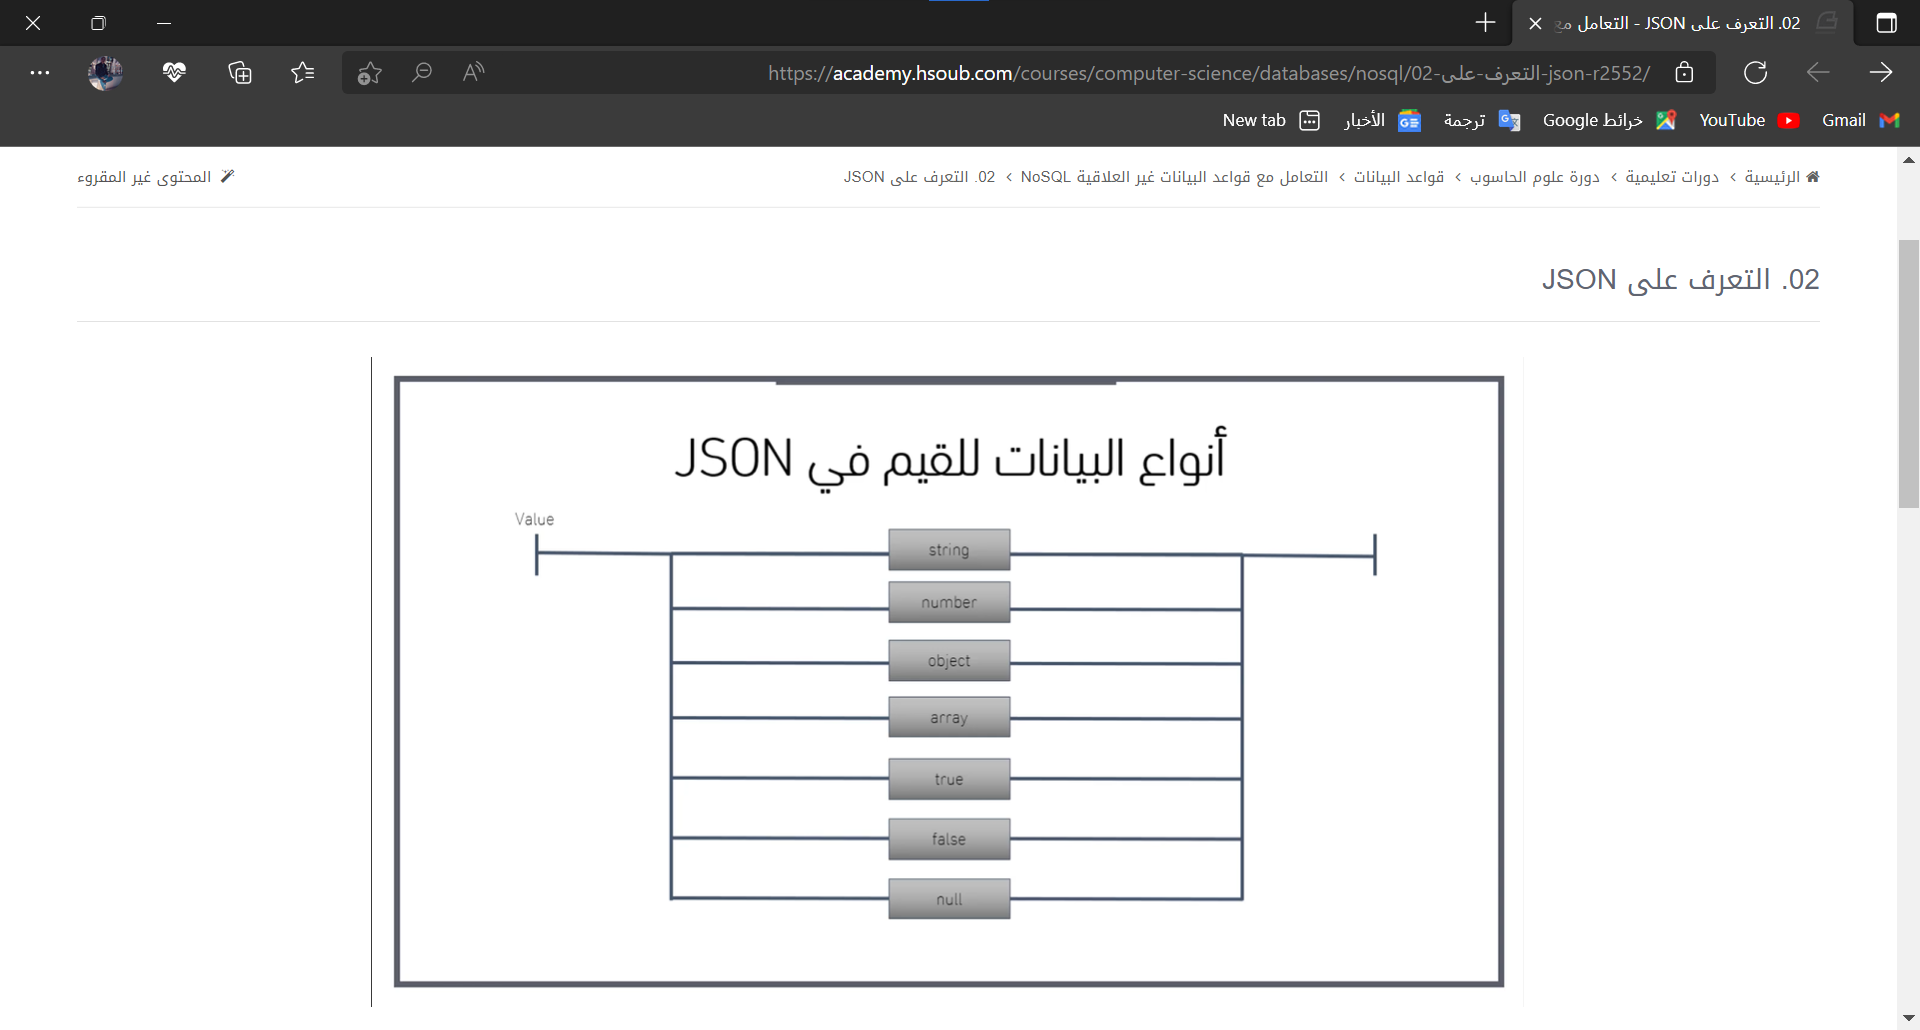 02. التعرف على JSON - التعامل مع
https://academy.hsoub.com/courses/computer-science/databases/nosql/02-التعرف-على-json-r2552/
Gmail
YouTube
خرائط Google
ترجمة
الأخبار
New tab
الرئيسية › دورات تعليمية › دورة علوم الحاسوب › قواعد البيانات › التعامل مع قواعد البيانات غير العلاقية NoSQL › 02. التعرف على JSON
المحتوى غير المقروء
02. التعرف على JSON
أنواع البيانات للقيم في JSON
Value
string
number
object
array
true
false
null